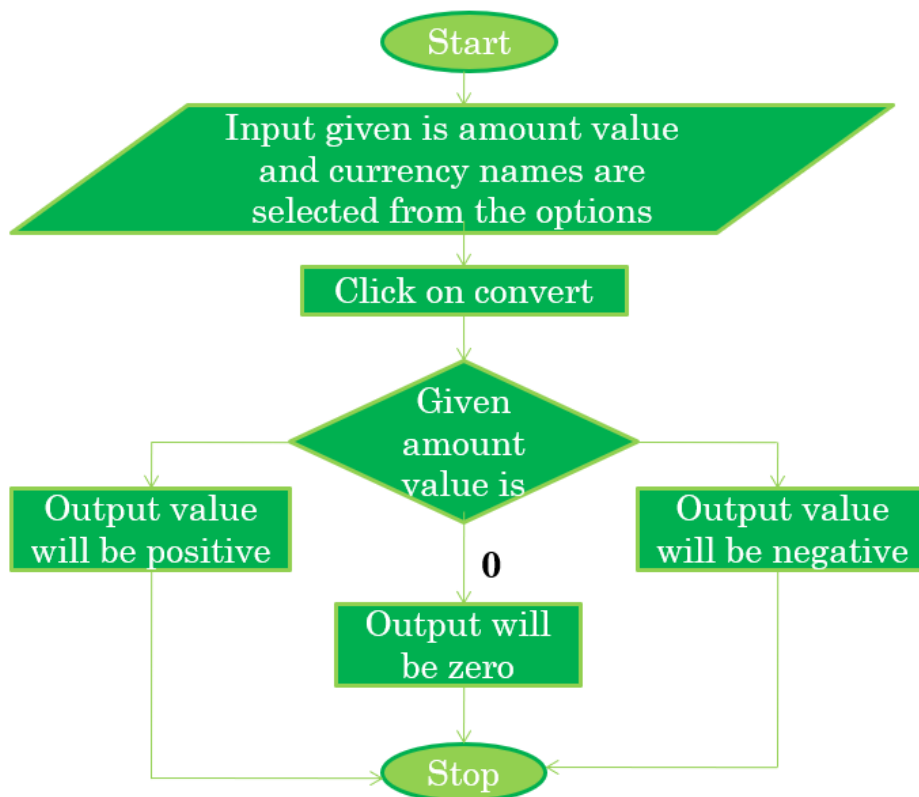 Start
Input given is amount value
and currency names are
selected from the options
Click on convert
Given
amount
value is
Output value
will be positive
0
Output value
will be negative
Output will
be zero
Stop